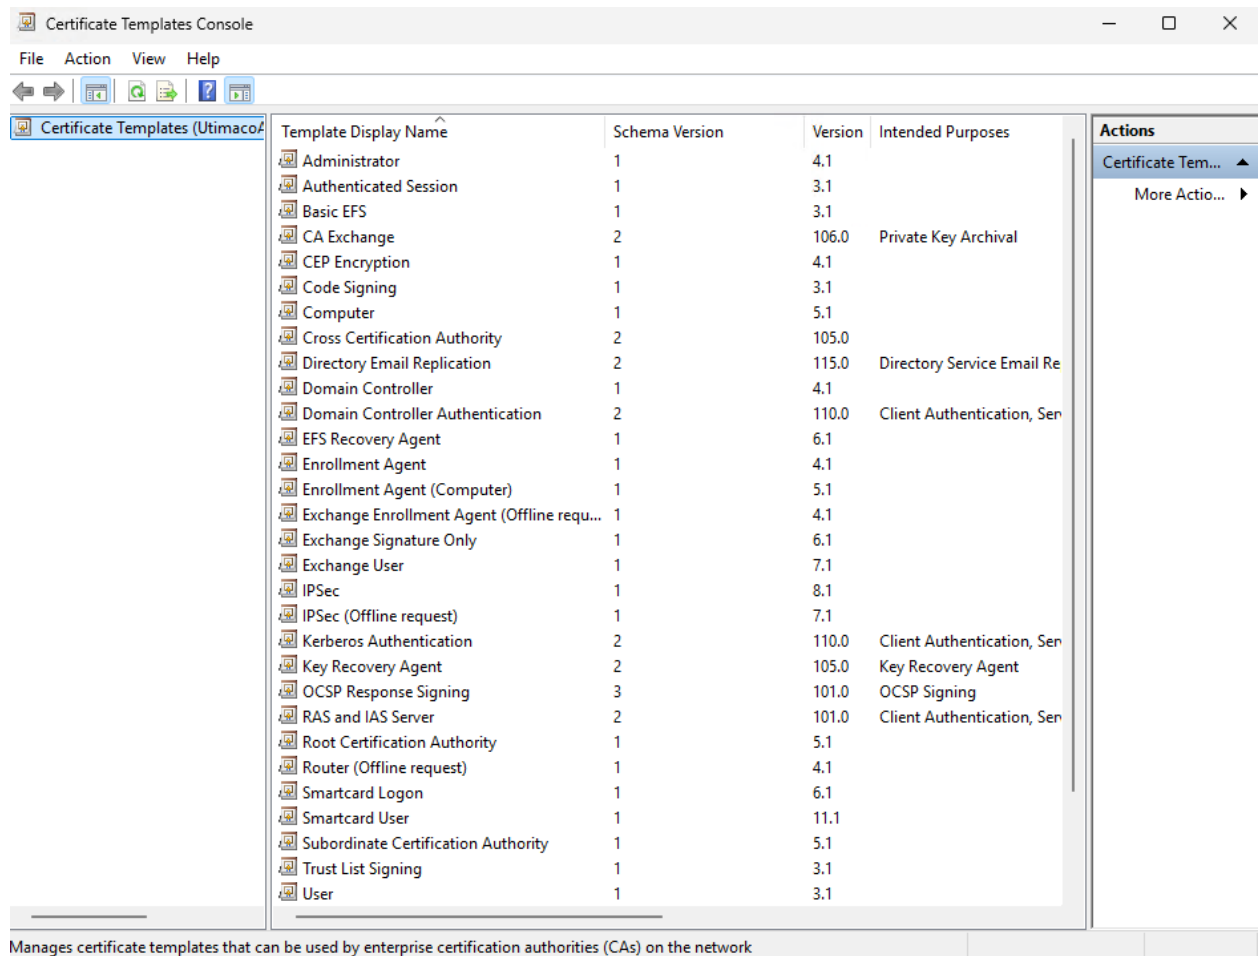 Certificate Templates Console
File Action View Help
Certificate Templates (UtimacoA
Template Display Name Schema Version Version Intended Purposes
Administrator 1 4.1
Authenticated Session 1 3.1
Basic EFS 1 3.1
CA Exchange 2 106.0 Private Key Archival
CEP Encryption 1 4.1
Code Signing 1 3.1
Computer 1 5.1
Cross Certification Authority 2 105.0
Directory Email Replication 2 115.0 Directory Service Email Re
Domain Controller 1 4.1
Domain Controller Authentication 2 110.0 Client Authentication, Ser
EFS Recovery Agent 1 6.1
Enrollment Agent 1 4.1
Enrollment Agent (Computer) 1 5.1
Exchange Enrollment Agent (Offline requ... 1 4.1
Exchange Signature Only 1 6.1
Exchange User 1 7.1
IPSec 1 8.1
IPSec (Offline request) 1 7.1
Kerberos Authentication 2 110.0 Client Authentication, Ser
Key Recovery Agent 2 105.0 Key Recovery Agent
OCSP Response Signing 3 101.0 OCSP Signing
RAS and IAS Server 2 101.0 Client Authentication, Ser
Root Certification Authority 1 5.1
Router (Offline request) 1 4.1
Smartcard Logon 1 6.1
Smartcard User 1 11.1
Subordinate Certification Authority 1 5.1
Trust List Signing 1 3.1
User 1 3.1
Actions
Certificate Tem...
More Actio...
Manages certificate templates that can be used by enterprise certification authorities (CAs) on the network